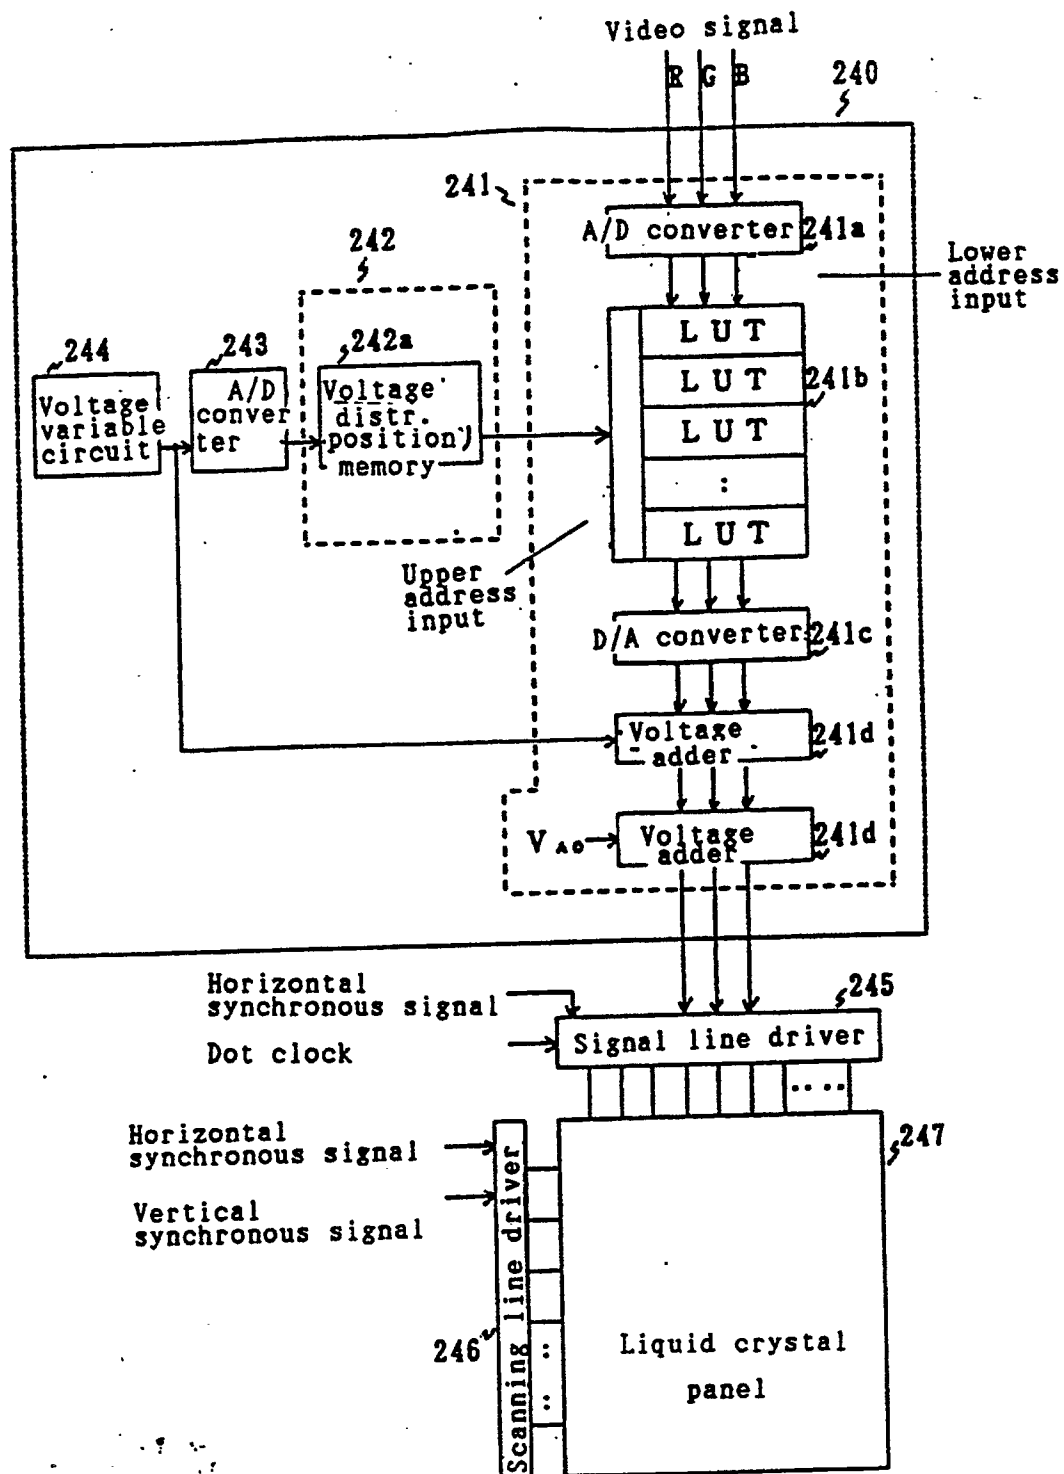 Video signal
R G B
240
241
A/D converter
241a
Lower
address
input
242
242a
243
244
Voltage
variable
circuit
A/D
conver
ter
Voltage
distr.
position)
memory
LUT
LUT
241b
LUT
:
LUT
Upper
address
input
D/A converter
241c
Voltage
adder
241d
VA0
Voltage
adder
241d
Horizontal
synchronous signal
245
Dot clock
Signal line driver
....
Horizontal
synchronous signal
Vertical
synchronous signal
Scanning line driver
246
247
:
:
Liquid crystal
panel